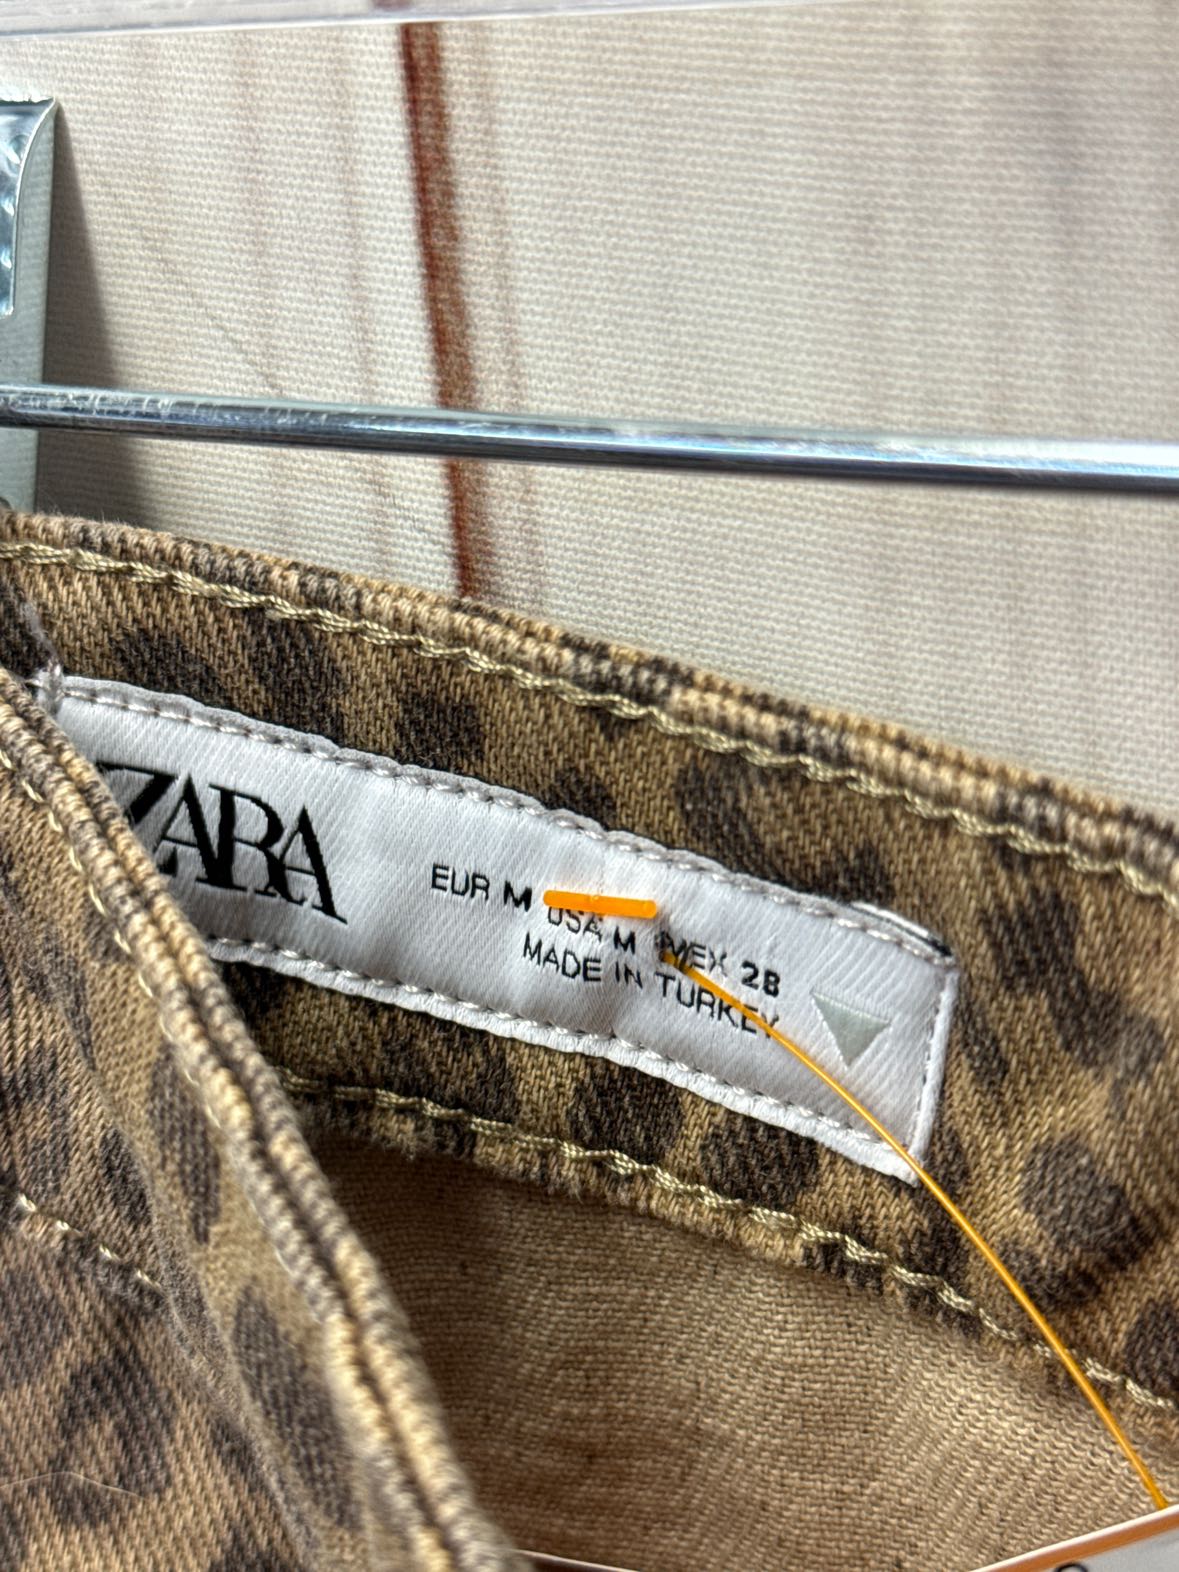 ZARA
EUR M
USA M MEX 28
MADE IN TURKEY